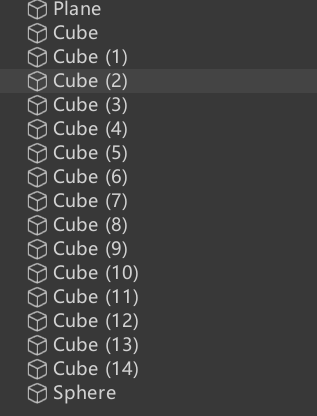 Plane
Cube
Cube (1)
Cube (2)
Cube (3)
Cube (4)
Cube (5)
Cube (6)
Cube (7)
Cube (8)
Cube (9)
Cube (10)
Cube (11)
Cube (12)
Cube (13)
Cube (14)
Sphere